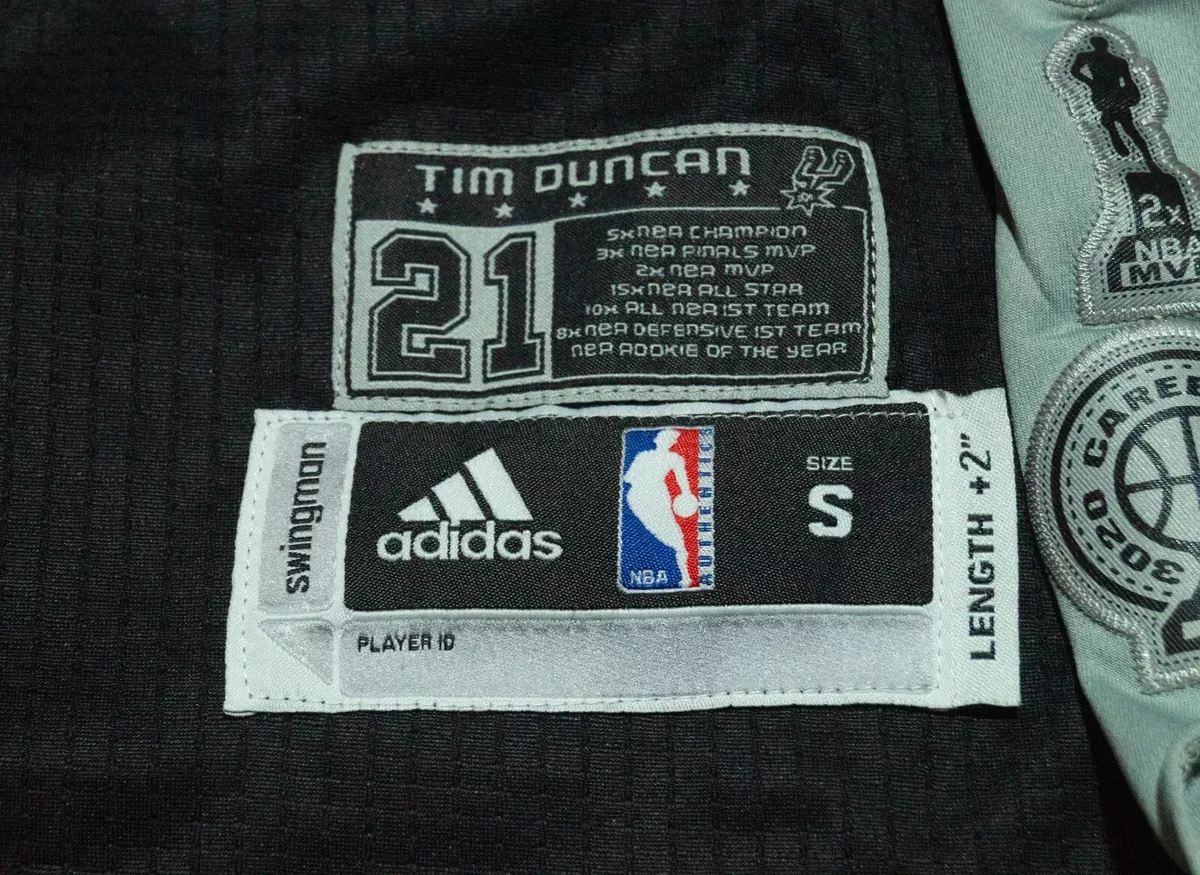 TIM DUNCAN
21
5x NBA CHAMPION
3x NBA FINALS MVP
2x NBA MVP
15x NBA ALL STAR
10x ALL NBA 1ST TEAM
8x NBA DEFENSIVE 1ST TEAM
NBA ROOKIE OF THE YEAR
swingman
adidas
NBA
AUTHENTICS
SIZE
S
LENGTH +2"
PLAYER ID
2x
NBA
MVP
3020 CAREE